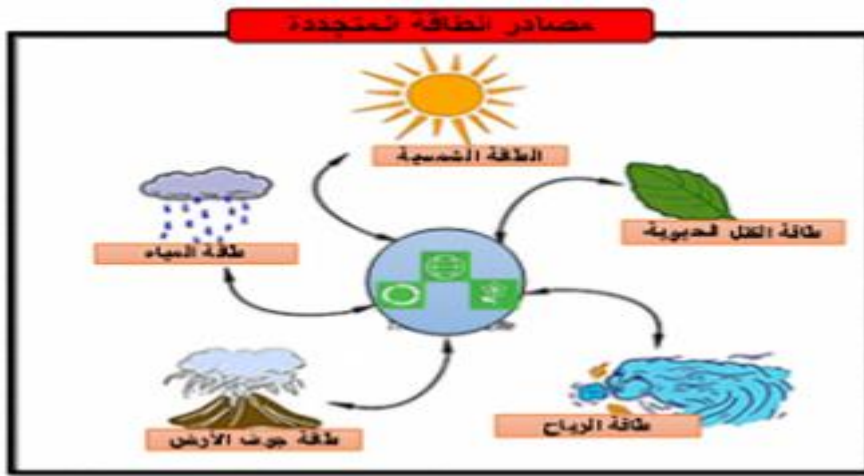 مصادر الطاقة المتجددة
الطاقة الشمسية
طاقة الكتل الحيوية
طاقة المياه
طاقة الرياح
طاقة جوف الأرض